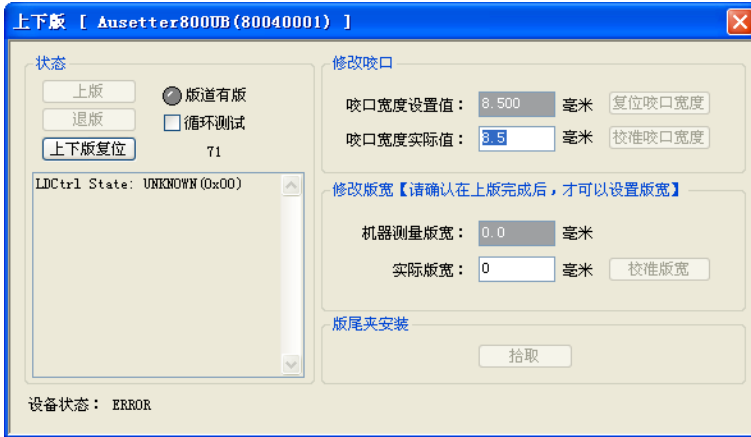 上下版 [ Ausetter800UB(80040001) ]
状态
上版
版道有版
退版
循环测试
上下版复位
71
LDCtrl State: UNKNOWN(0x00)
修改咬口
咬口宽度设置值： 8.500 毫米 复位咬口宽度
咬口宽度实际值： 8.5 毫米 校准咬口宽度
修改版宽【请确认在上版完成后，才可以设置版宽】
机器测量版宽： 0.0 毫米
实际版宽： 0 毫米 校准版宽
版尾夹安装
拾取
设备状态： ERROR